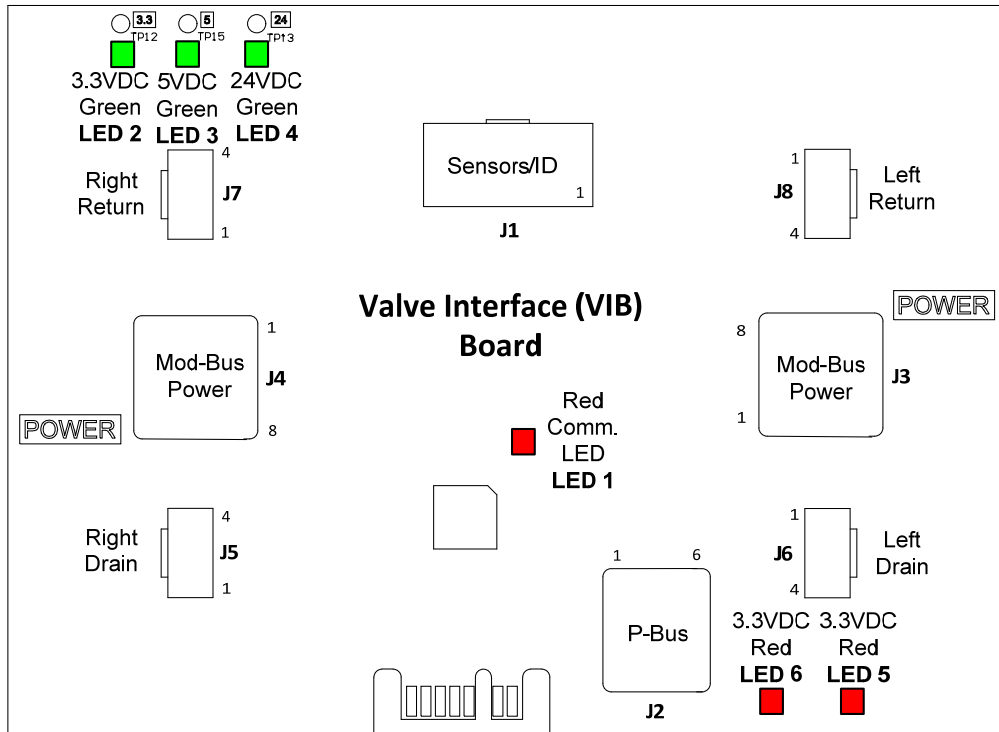 3.3 5 24
TP12 TP15 TP13
3.3VDC 5VDC 24VDC
Green Green Green
LED 2 LED 3 LED 4
Right
Return
4
J7
1
Sensors/ID
1
J1
1
J8
4
Left
Return
Valve Interface (VIB)
Board
POWER
Mod-Bus
Power
1
J4
8
POWER
8
Mod-Bus
Power
J3
1
Red
Comm.
LED
LED 1
Right
Drain
4
J5
1
1
J6
4
Left
Drain
1 6
P-Bus
J2
3.3VDC 3.3VDC
Red Red
LED 6 LED 5